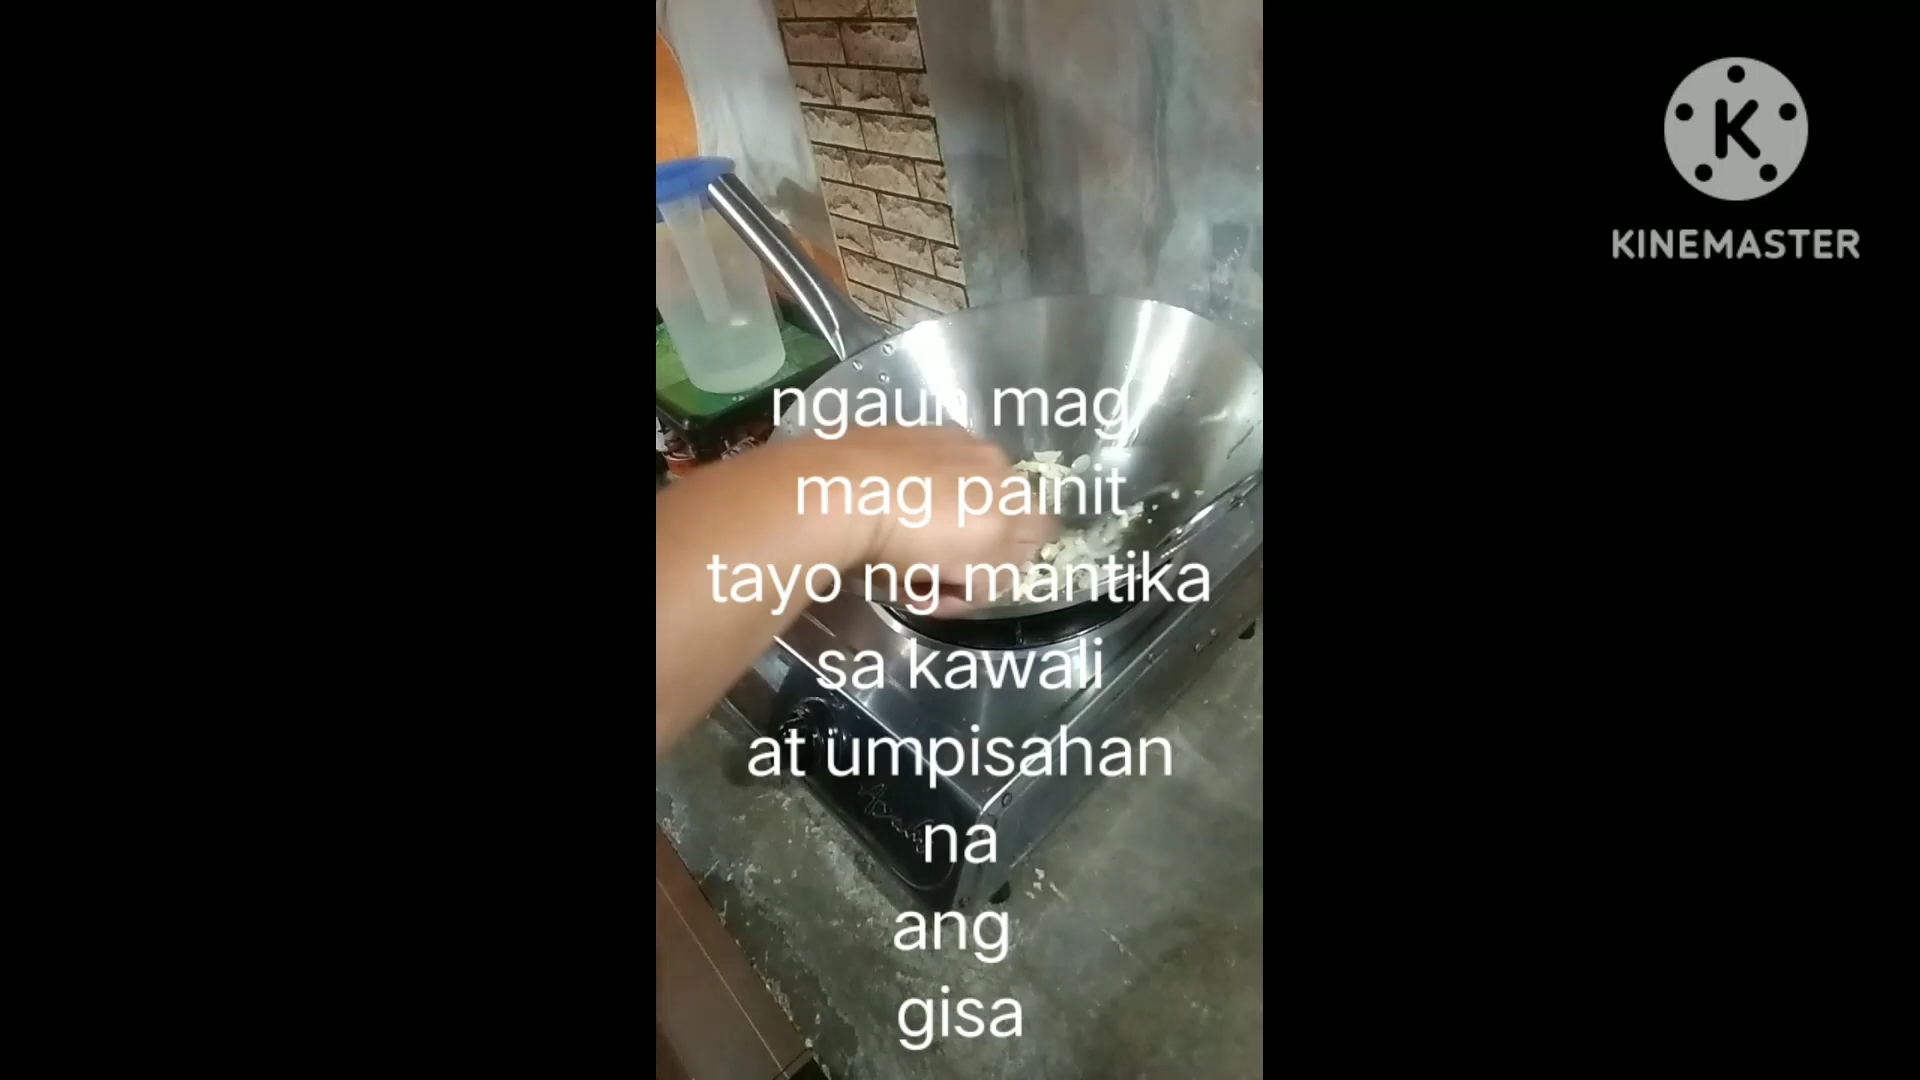 ngaun mag
mag painit
tayo ng mantika
sa kawali
at umpisahan
na
ang
gisa
K
KINEMASTER